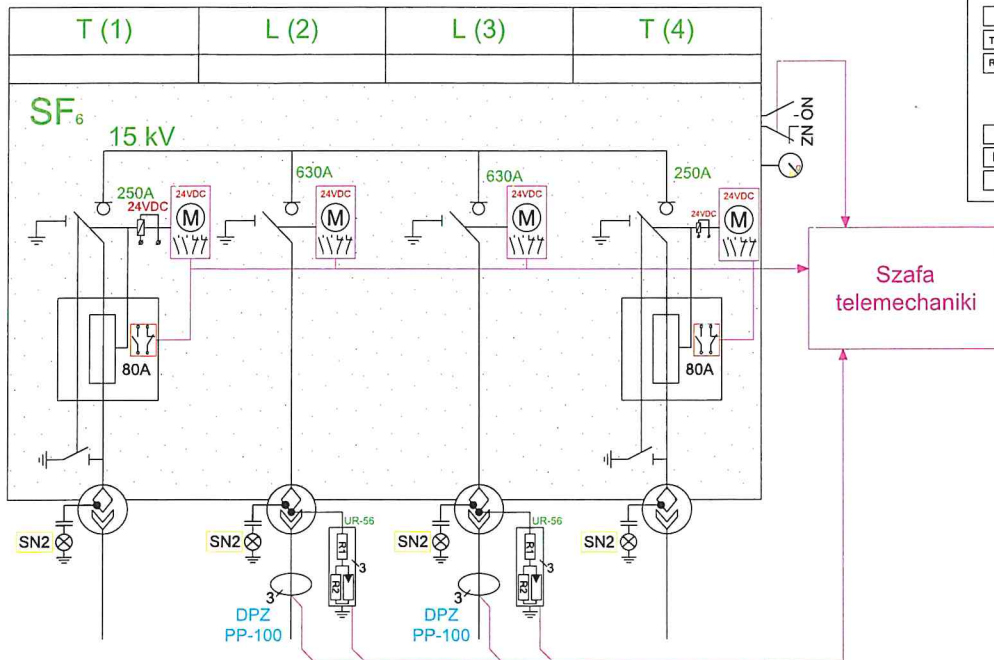 T (1) L (2) L (3) T (4)
SF6
15 kV
ON
NZ
250A
24VDC
24VDC
M
630A
24VDC
M
630A
24VDC
M
250A
24VDC
24VDC
M
80A
80A
Szafa
telemechaniki
SN2
SN2
SN2
SN2
UR-56
R1
R2
3
UR-56
R1
R2
3
3
DPZ
PP-100
3
DPZ
PP-100
T
R